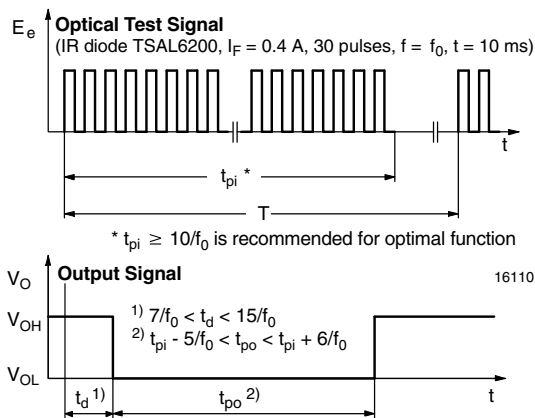 E_e Optical Test Signal
(IR diode TSAL6200, I_F = 0.4 A, 30 pulses, f = f_0, t = 10 ms)
t
t_pi *
T
* t_pi ≥ 10/f_0 is recommended for optimal function
V_O Output Signal 16110
V_OH
1) 7/f_0 < t_d < 15/f_0
2) t_pi - 5/f_0 < t_po < t_pi + 6/f_0
V_OL
t_d 1) t_po 2) t